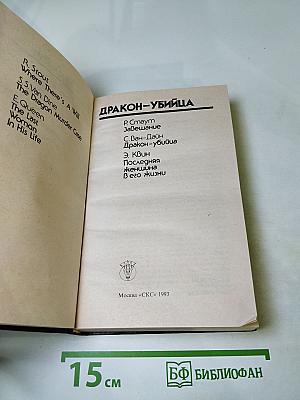 R. Stout
Where There's A Will
S.S. Van Dine
The Dragon Murder Case
E. Queen
The Last
Woman
In His Life
ДРАКОН-УБИЙЦА
Р. Стаут
Завещание
С. Ван-Дайн
Дракон-убийца
Э. Квин
Последняя
женщина
В его жизни
Москва «СКС» 1993
15 см
БФ БИБЛИОФАН